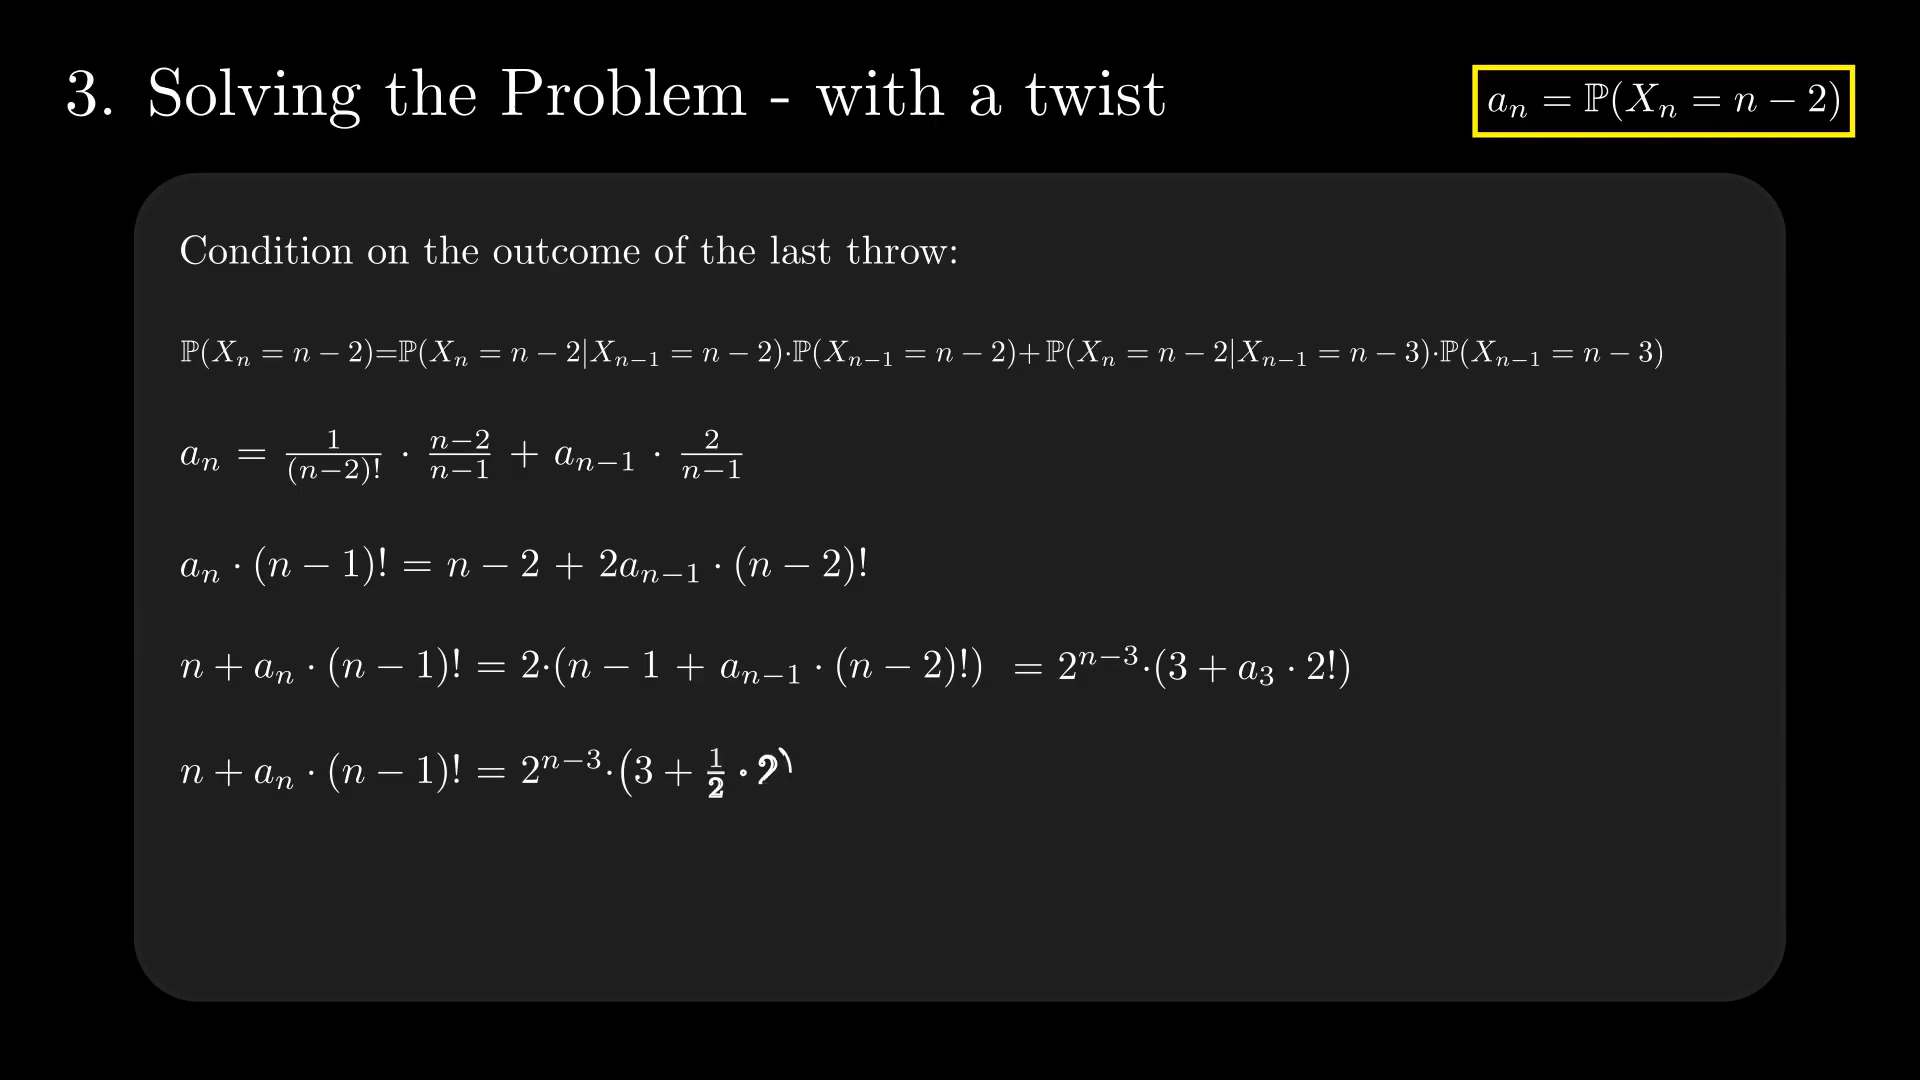 3. Solving the Problem - with a twist
aₙ = ℙ(Xₙ = n − 2)
Condition on the outcome of the last throw:
ℙ(Xₙ = n − 2)=ℙ(Xₙ = n − 2|Xₙ₋₁ = n − 2)·ℙ(Xₙ₋₁ = n − 2)+ℙ(Xₙ = n − 2|Xₙ₋₁ = n − 3)·ℙ(Xₙ₋₁ = n − 3)
aₙ = 1/(n−2)! · (n−2)/(n−1) + aₙ₋₁ · 2/(n−1)
aₙ · (n − 1)! = n − 2 + 2aₙ₋₁ · (n − 2)!
n + aₙ · (n − 1)! = 2·(n − 1 + aₙ₋₁ · (n − 2)!) = 2ⁿ⁻³·(3 + a₃ · 2!)
n + aₙ · (n − 1)! = 2ⁿ⁻³·(3 + 1/2 · 2)